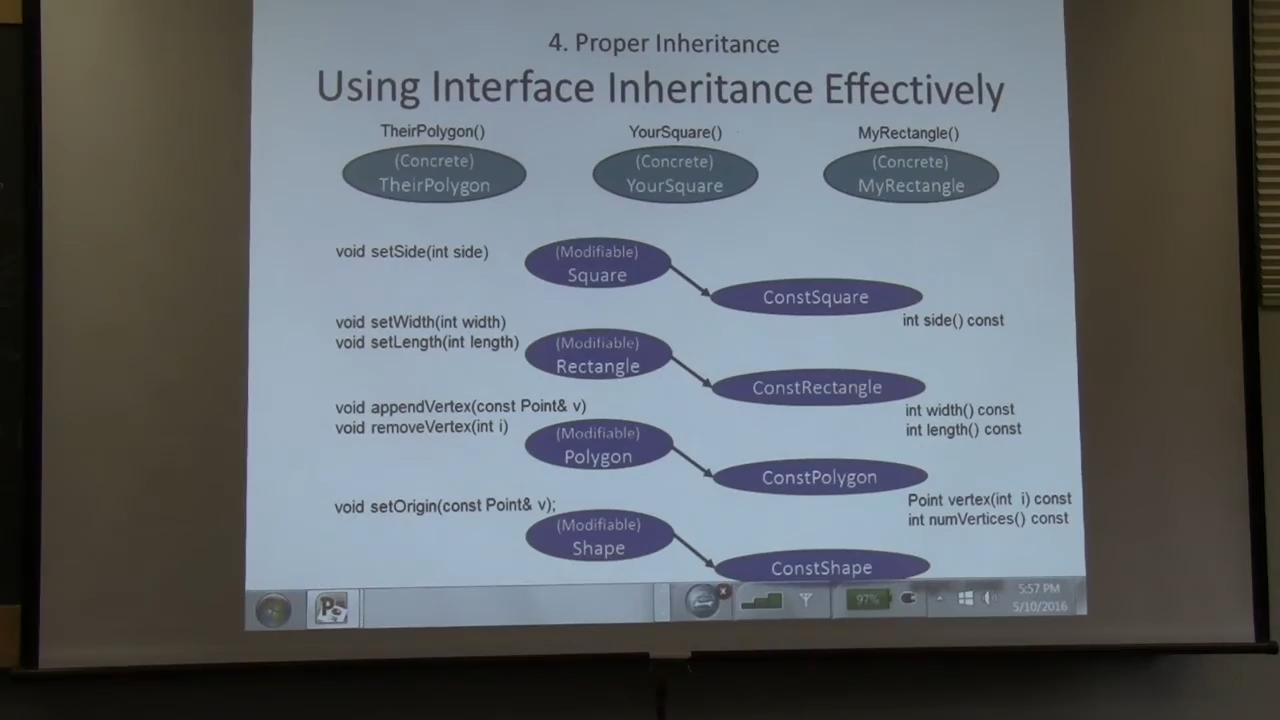 4. Proper Inheritance
Using Interface Inheritance Effectively
TheirPolygon()
YourSquare()
MyRectangle()
(Concrete)
TheirPolygon
(Concrete)
YourSquare
(Concrete)
MyRectangle
void setSide(int side)
(Modifiable)
Square
ConstSquare
int side() const
void setWidth(int width)
void setLength(int length)
(Modifiable)
Rectangle
ConstRectangle
int width() const
int length() const
void appendVertex(const Point& v)
void removeVertex(int i)
(Modifiable)
Polygon
ConstPolygon
Point vertex(int i) const
int numVertices() const
void setOrigin(const Point& v);
(Modifiable)
Shape
ConstShape
97%
5:57 PM
5/10/2016